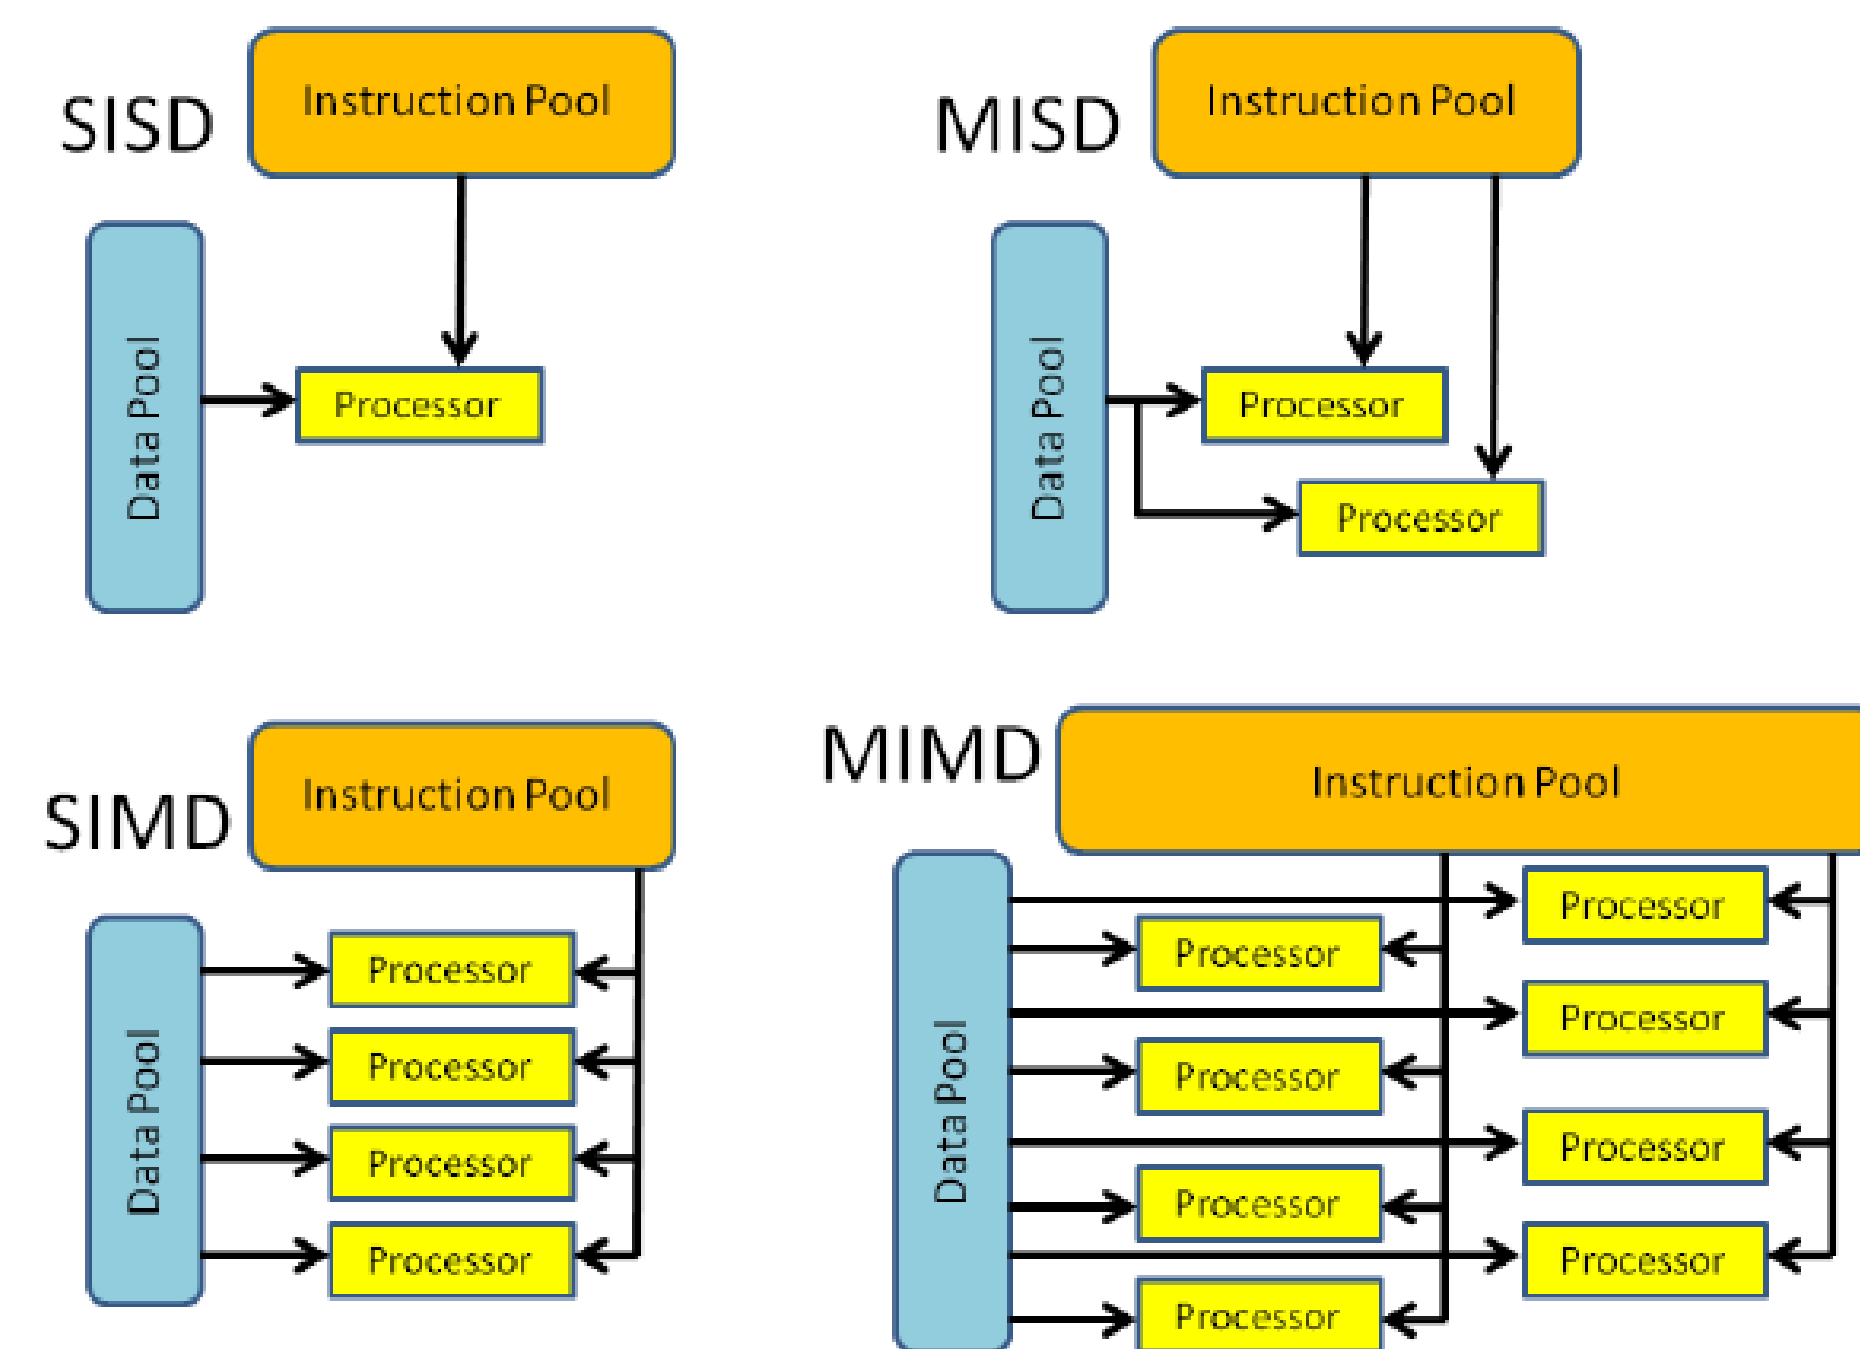 SISD
Instruction Pool
Data Pool
Processor
MISD
Instruction Pool
Data Pool
Processor
Processor
SIMD
Instruction Pool
Data Pool
Processor
Processor
Processor
Processor
MIMD
Instruction Pool
Data Pool
Processor
Processor
Processor
Processor
Processor
Processor
Processor
Processor